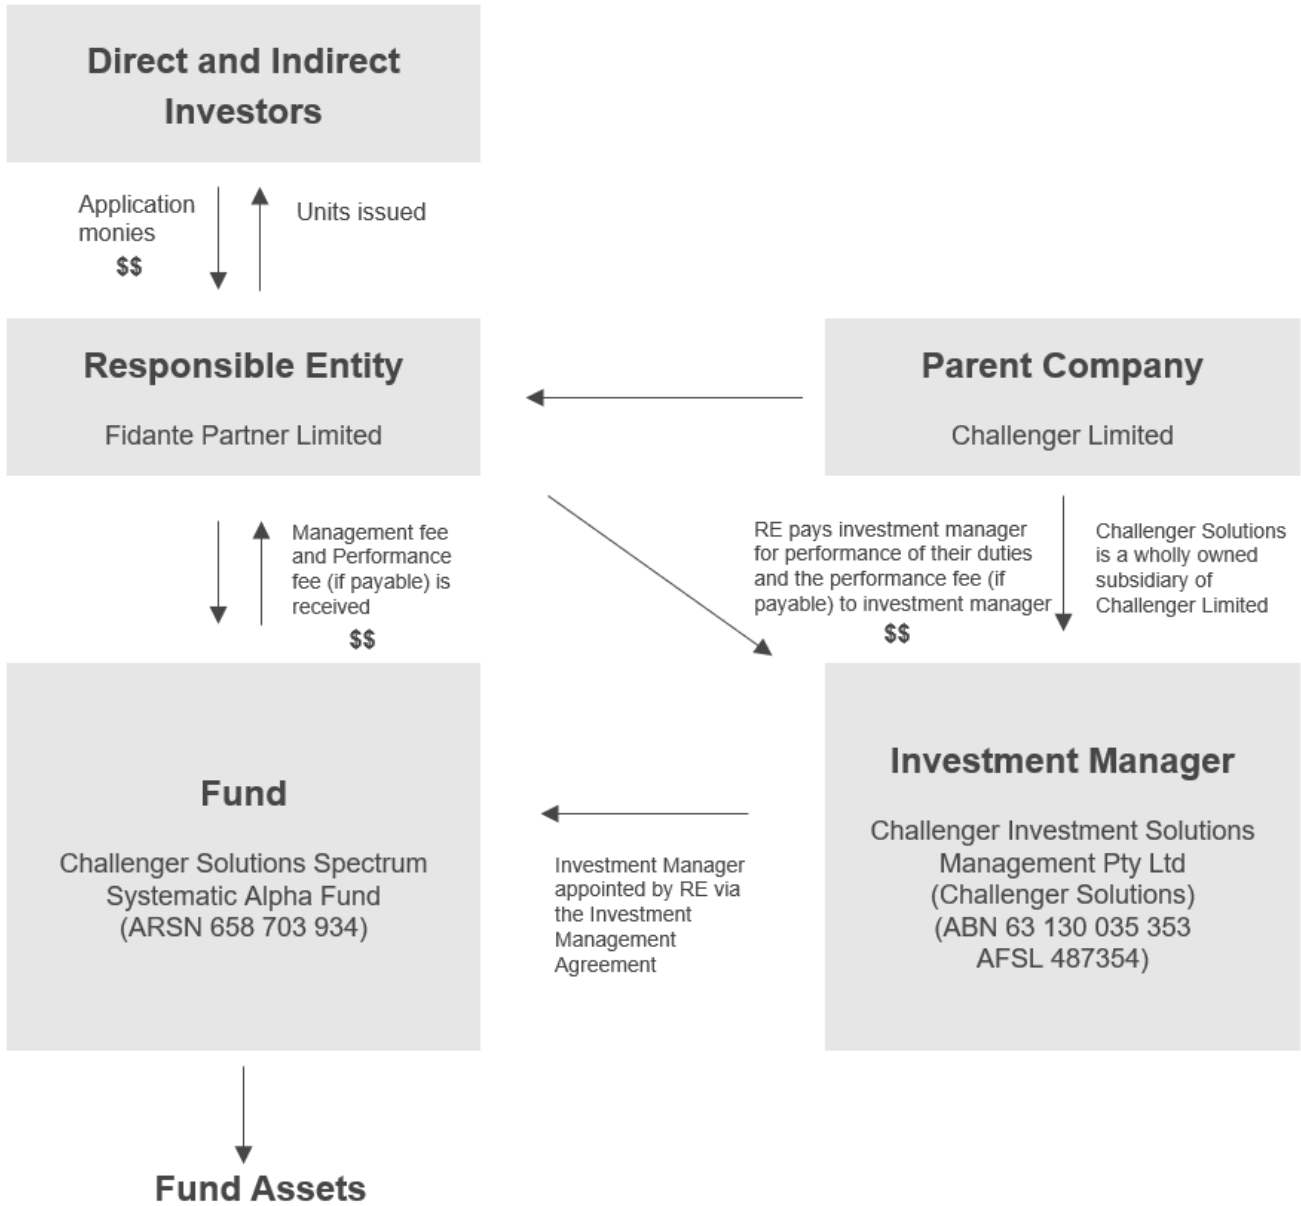 Direct and Indirect
Investors
Application
monies
$$
Units issued
Responsible Entity
Fidante Partner Limited
Parent Company
Challenger Limited
Management fee
and Performance
fee (if payable) is
received
$$
RE pays investment manager
for performance of their duties
and the performance fee (if
payable) to investment manager
$$
Challenger Solutions
is a wholly owned
subsidiary of
Challenger Limited
Fund
Challenger Solutions Spectrum
Systematic Alpha Fund
(ARSN 658 703 934)
Investment Manager
appointed by RE via
the Investment
Management
Agreement
Investment Manager
Challenger Investment Solutions
Management Pty Ltd
(Challenger Solutions)
(ABN 63 130 035 353
AFSL 487354)
Fund Assets